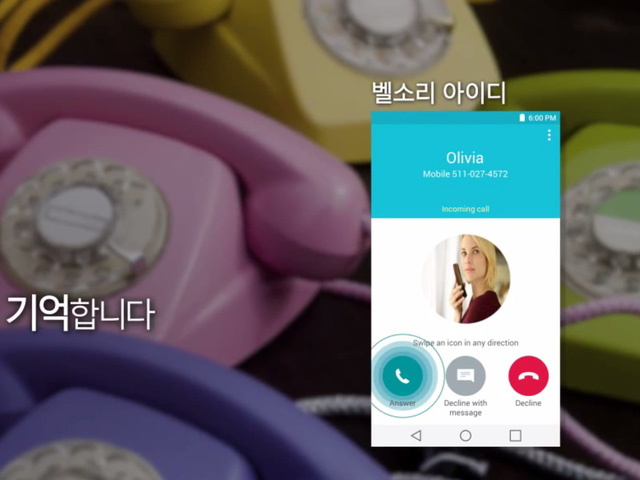 벨소리 아이디
6:00 PM
Olivia
Mobile 511-027-4572
Incoming call
기억합니다
Swipe an icon in any direction
Answer
Decline with
message
Decline